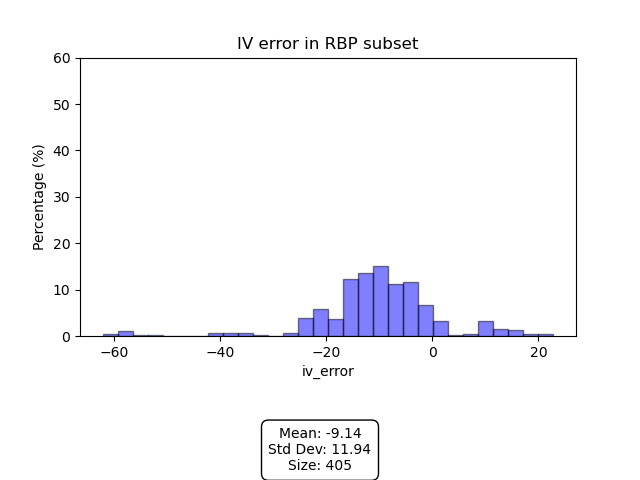 IV error in RBP subset
60
50
40
30
20
10
0
Percentage (%)
−60
−40
−20
0
20
iv_error
Mean: -9.14
Std Dev: 11.94
Size: 405